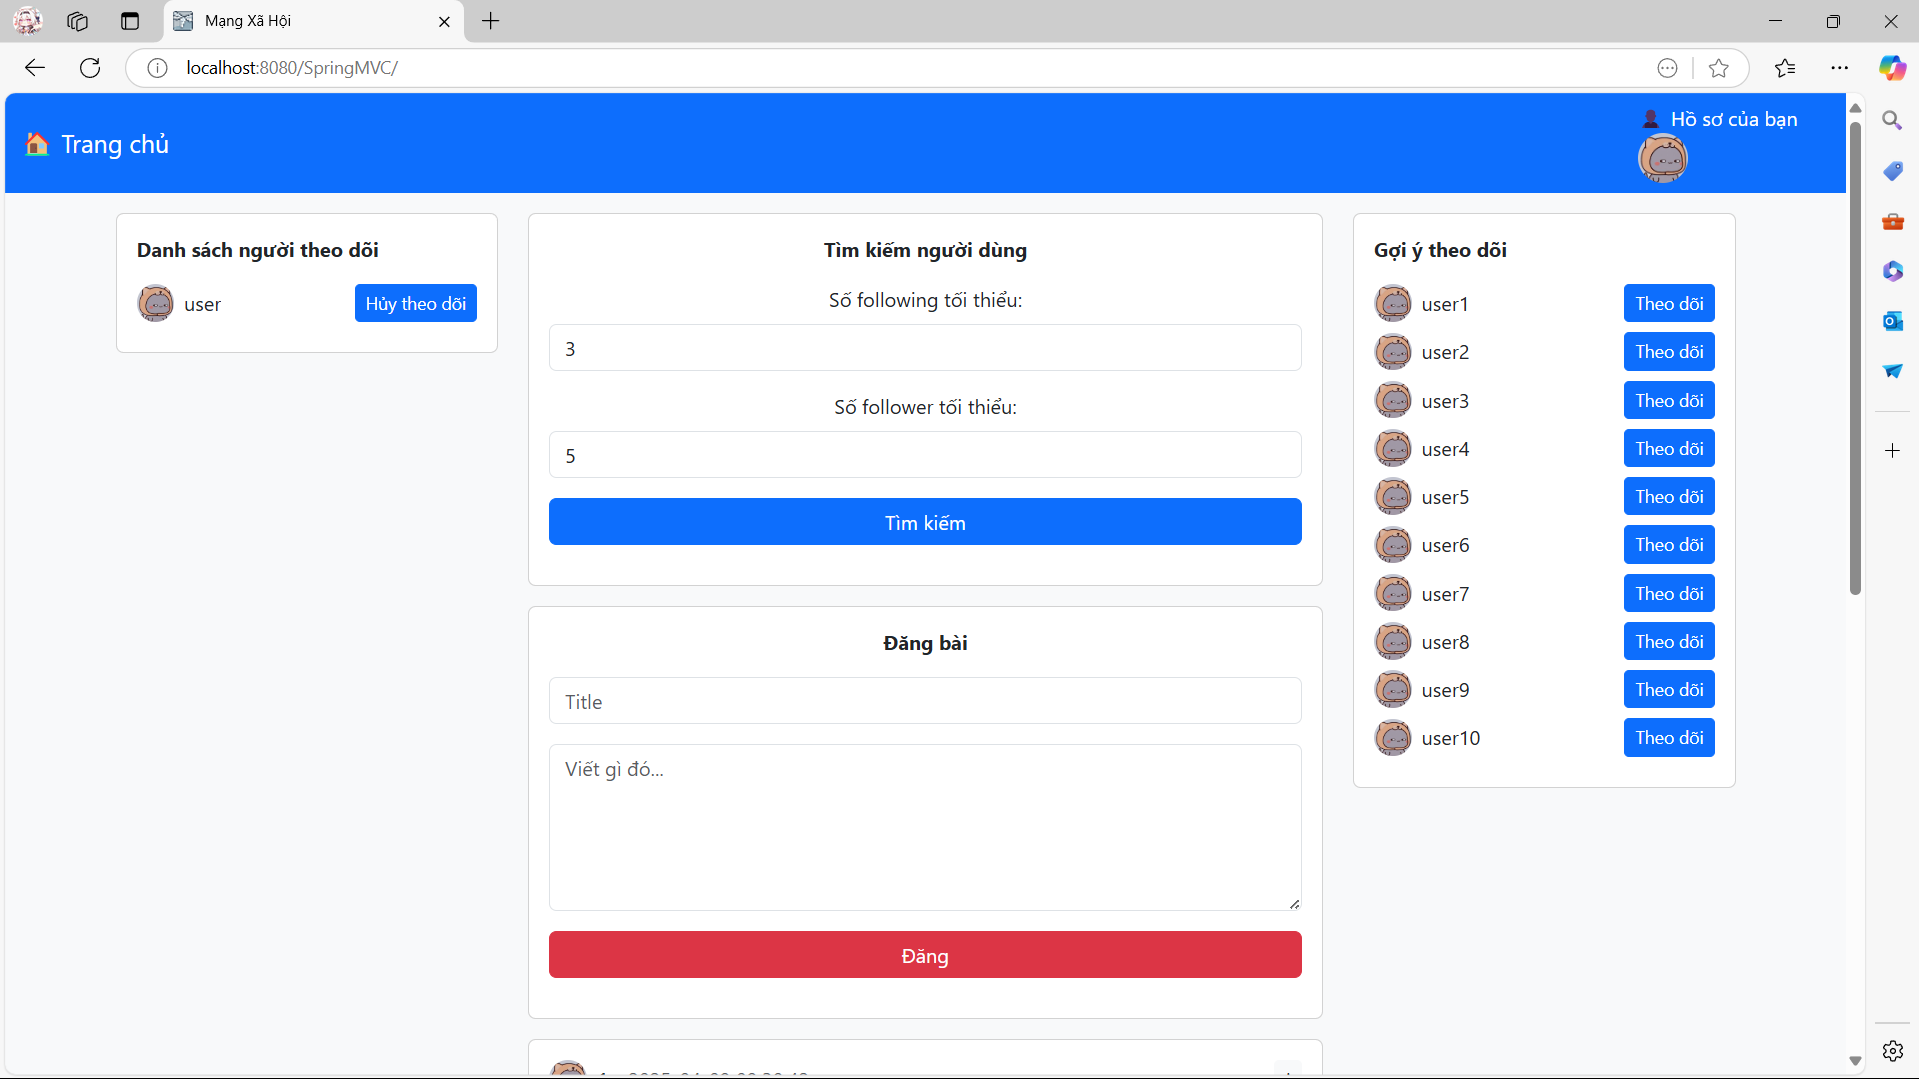 Mạng Xã Hội
localhost:8080/SpringMVC/
Trang chủ
Hồ sơ của bạn
Danh sách người theo dõi
user
Hủy theo dõi
Tìm kiếm người dùng
Số following tối thiểu:
3
Số follower tối thiểu:
5
Tìm kiếm
Đăng bài
Title
Viết gì đó...
Đăng
Gợi ý theo dõi
user1 Theo dõi
user2 Theo dõi
user3 Theo dõi
user4 Theo dõi
user5 Theo dõi
user6 Theo dõi
user7 Theo dõi
user8 Theo dõi
user9 Theo dõi
user10 Theo dõi